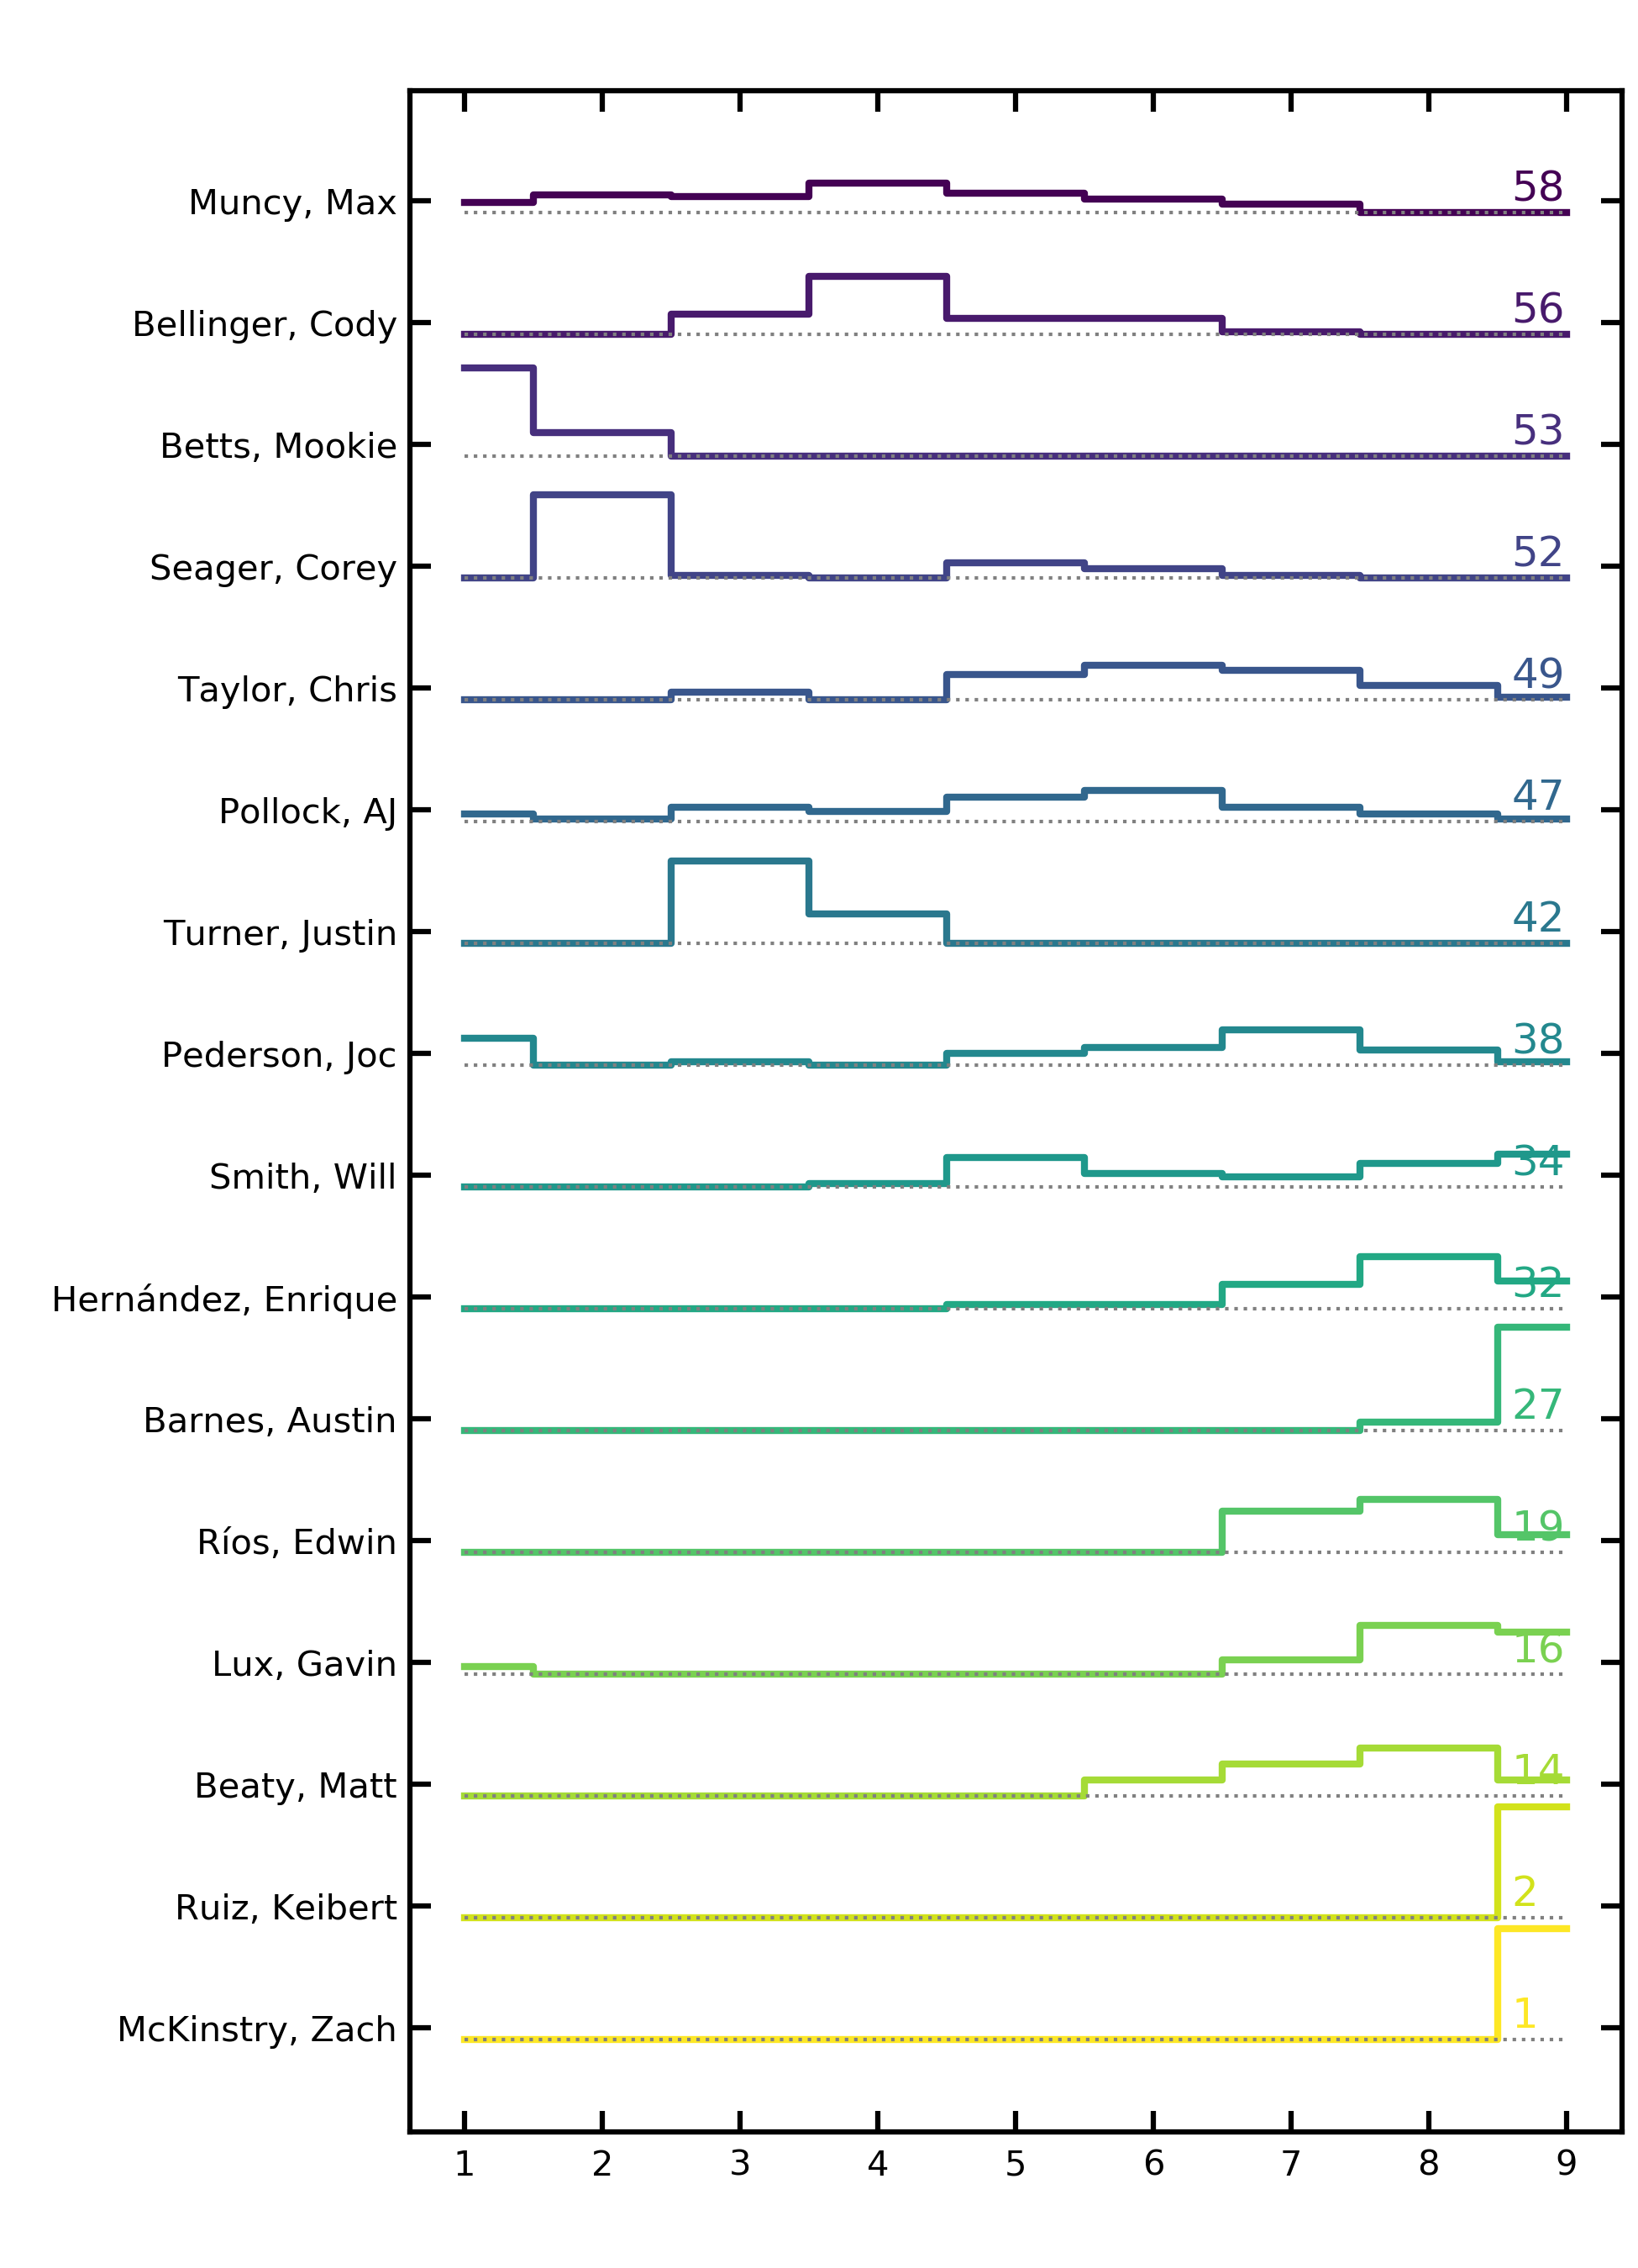 Muncy, Max 58
Bellinger, Cody 56
Betts, Mookie 53
Seager, Corey 52
Taylor, Chris 49
Pollock, AJ 47
Turner, Justin 42
Pederson, Joc 38
Smith, Will 34
Hernández, Enrique 32
Barnes, Austin 27
Ríos, Edwin 19
Lux, Gavin 16
Beaty, Matt 14
Ruiz, Keibert 2
McKinstry, Zach 1
1 2 3 4 5 6 7 8 9